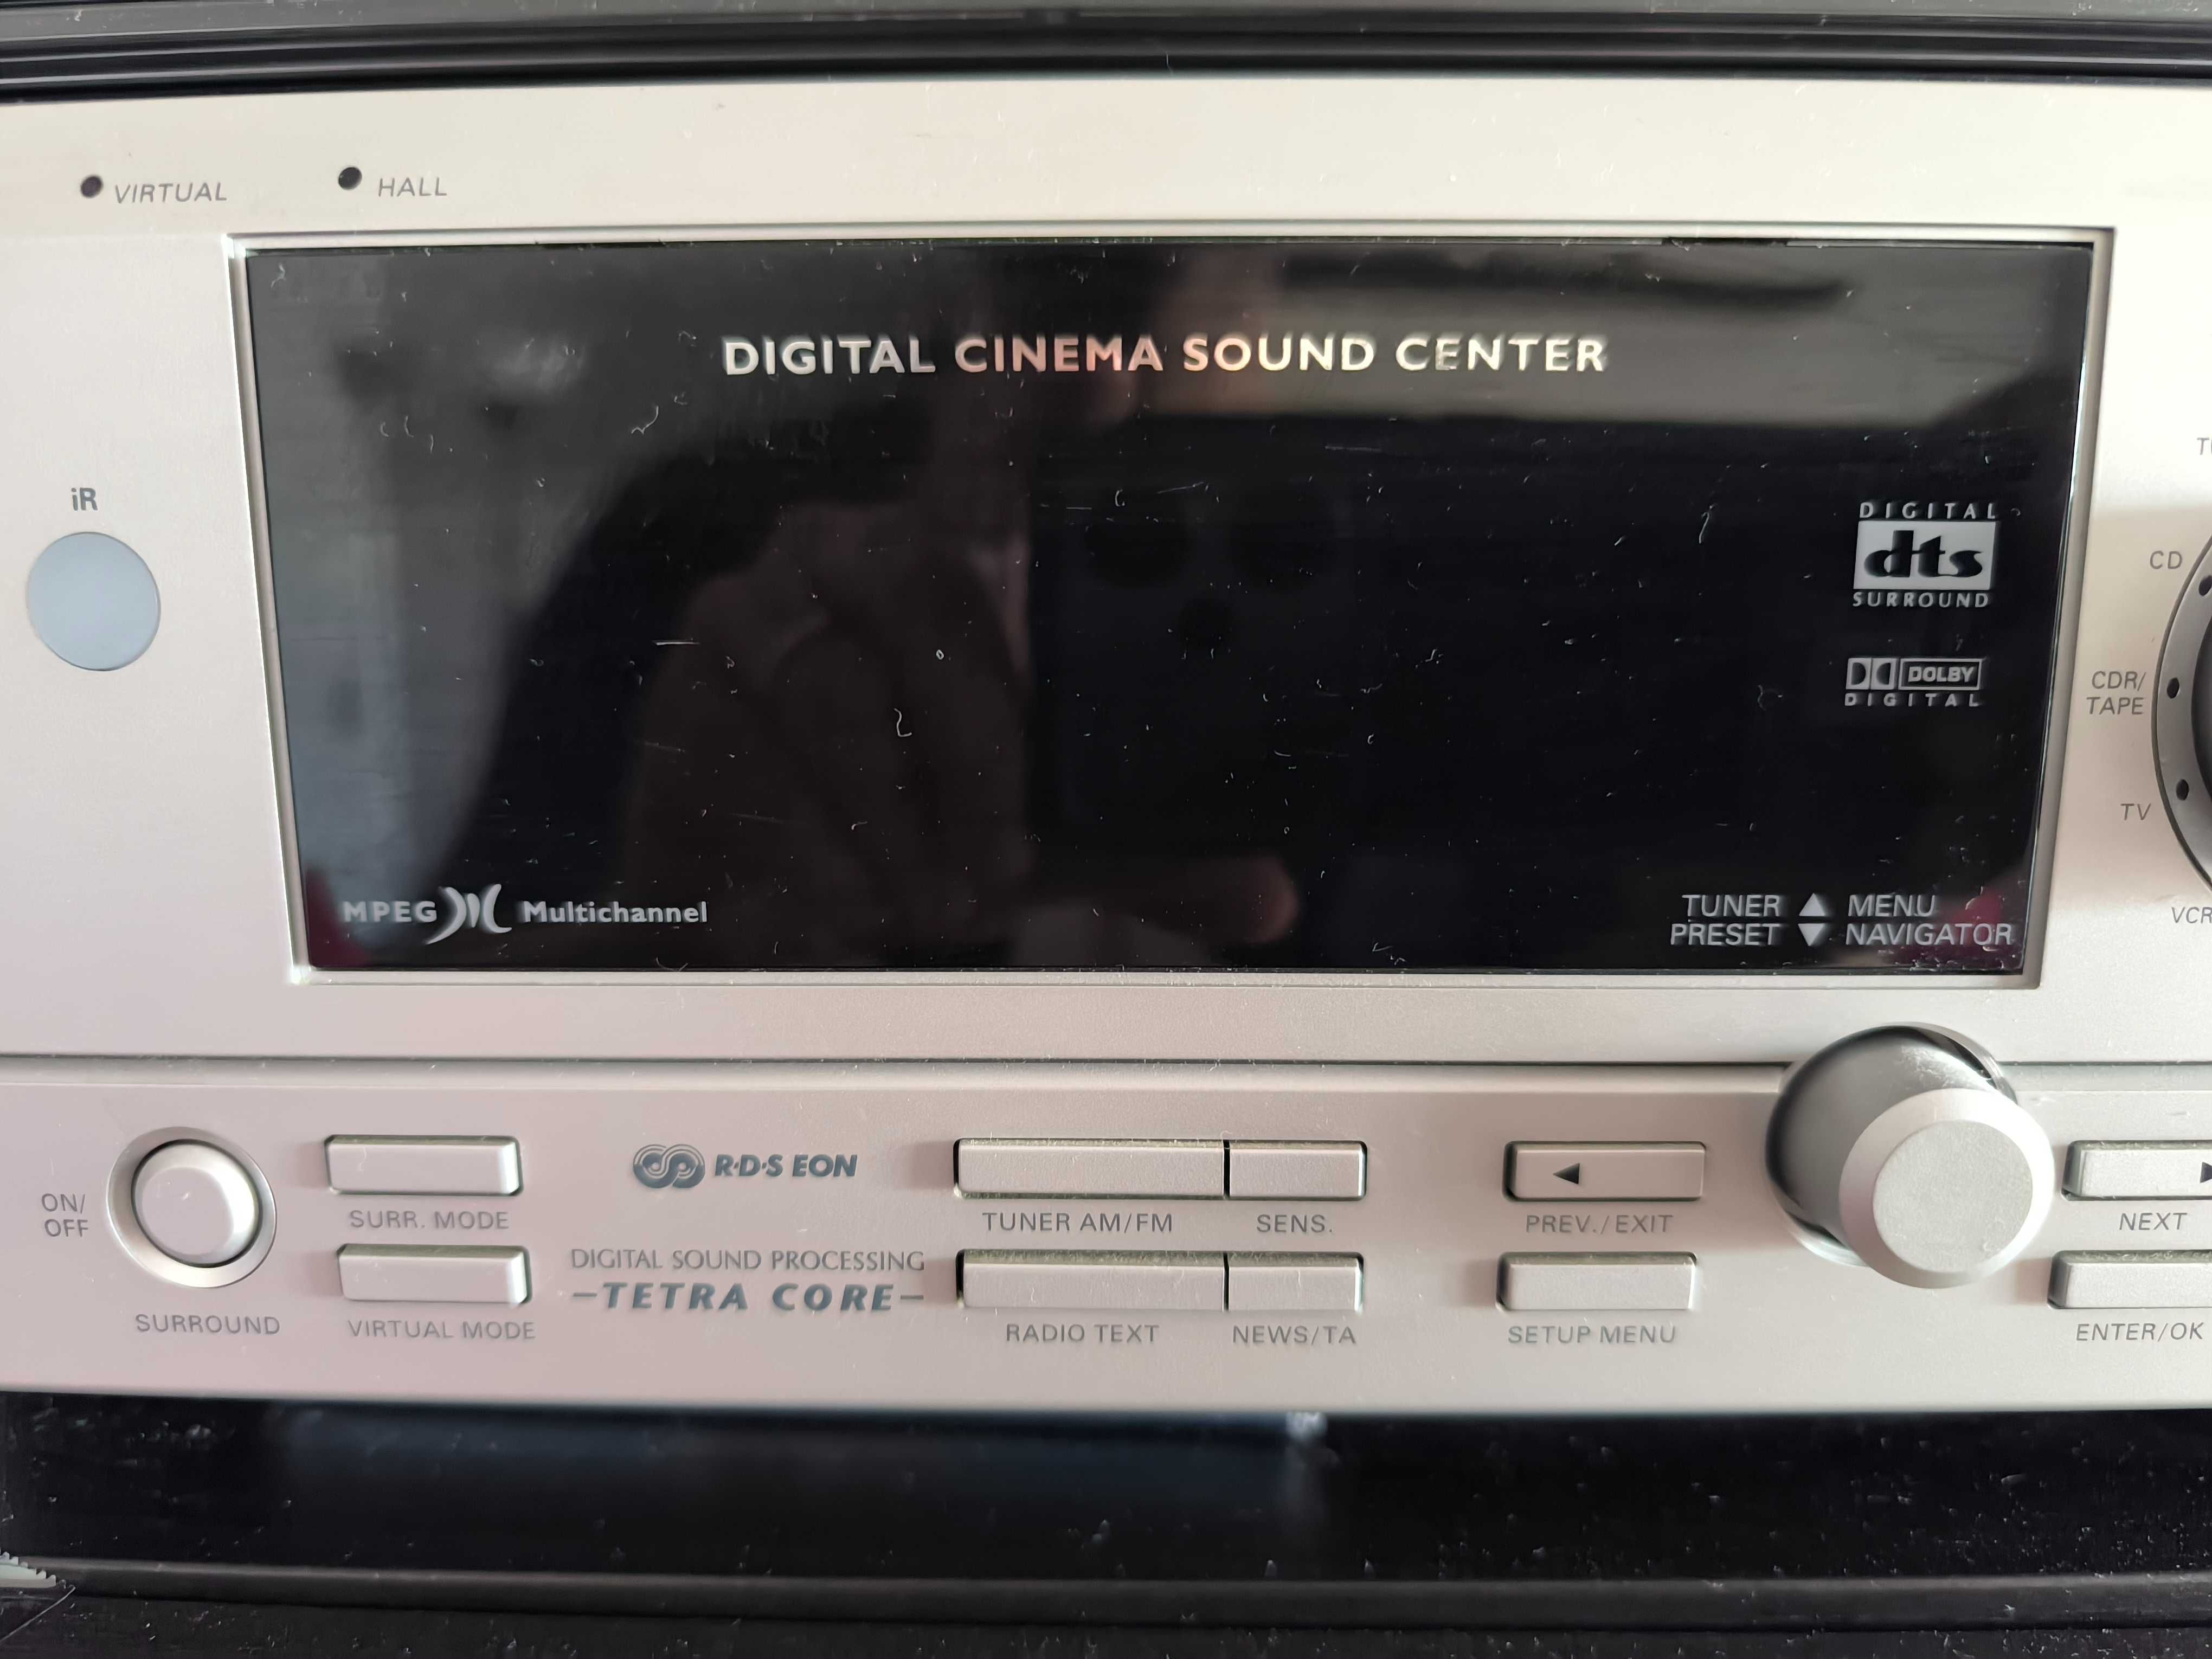 VIRTUAL
HALL
DIGITAL CINEMA SOUND CENTER
iR
DIGITAL
dts
SURROUND
CD
DOLBY
DIGITAL
CDR/
TAPE
TV
VCR
MPEG Multichannel
TUNER MENU
PRESET NAVIGATOR
ON/
OFF
SURROUND
SURR. MODE
VIRTUAL MODE
R·D·S EON
DIGITAL SOUND PROCESSING
–TETRA CORE–
TUNER AM/FM
SENS.
RADIO TEXT
NEWS/TA
PREV./EXIT
SETUP MENU
NEXT
ENTER/OK